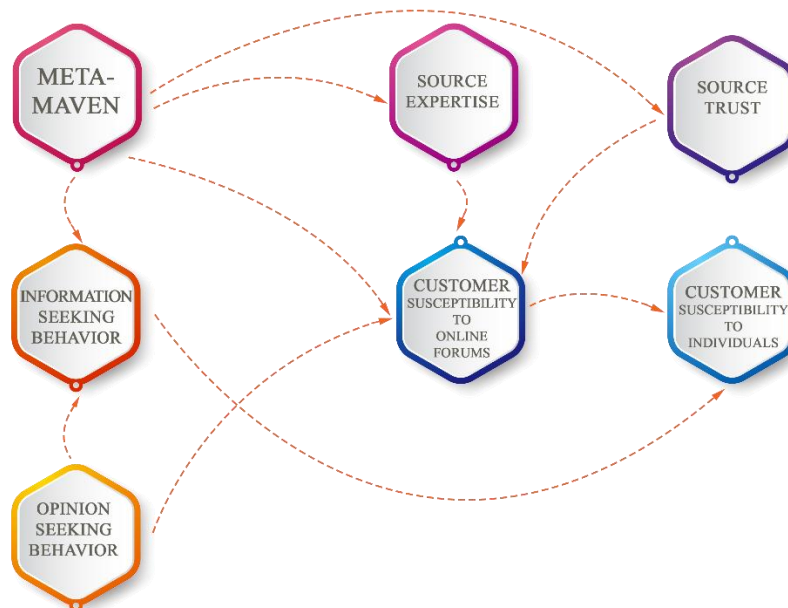 META-
MAVEN
SOURCE
EXPERTISE
SOURCE
TRUST
INFORMATION
SEEKING
BEHAVIOR
CUSTOMER
SUSCEPTIBILITY
TO
ONLINE
FORUMS
CUSTOMER
SUSCEPTIBILITY
TO
INDIVIDUALS
OPINION
SEEKING
BEHAVIOR